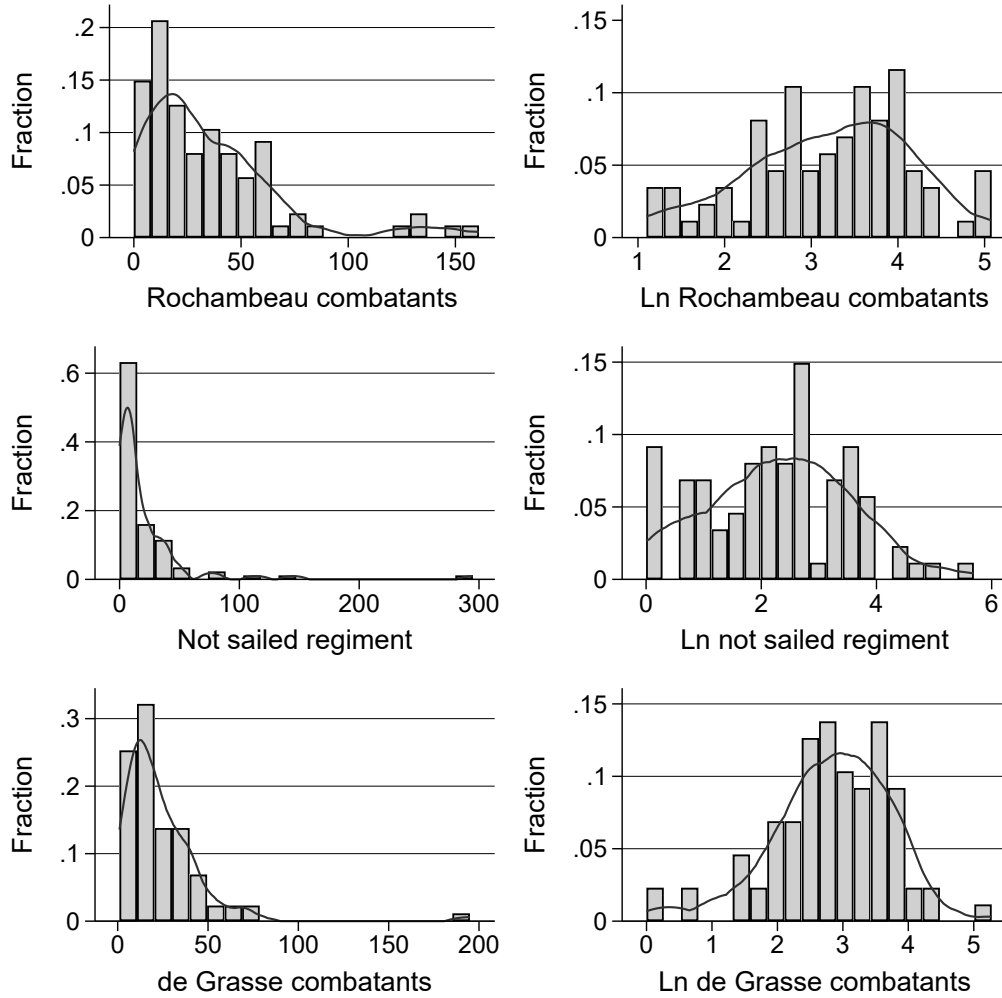 .2
.15
.1
.05
0
Fraction
0 50 100 150
Rochambeau combatants
.15
.1
.05
0
Fraction
1 2 3 4 5
Ln Rochambeau combatants
.6
.4
.2
0
Fraction
0 100 200 300
Not sailed regiment
.15
.1
.05
0
Fraction
0 2 4 6
Ln not sailed regiment
.3
.2
.1
0
Fraction
0 50 100 150 200
de Grasse combatants
.15
.1
.05
0
Fraction
0 1 2 3 4 5
Ln de Grasse combatants